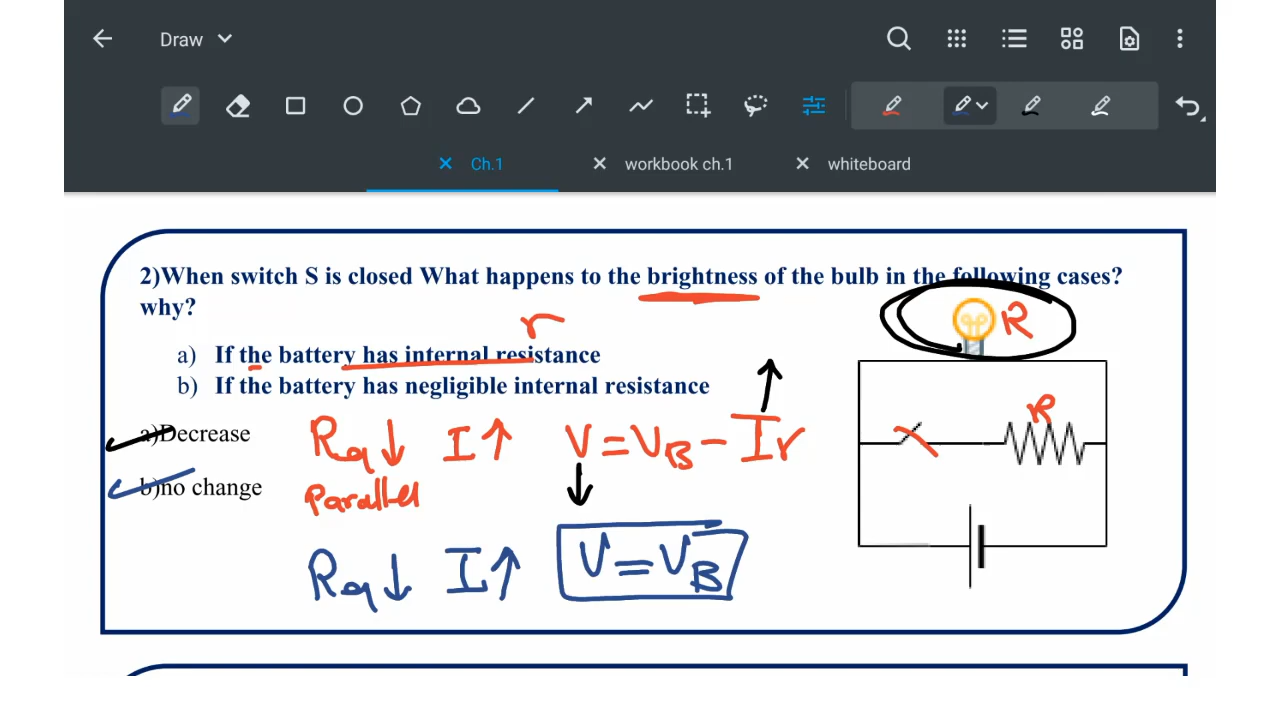 Draw
Ch.1
workbook ch.1
whiteboard
2)When switch S is closed What happens to the brightness of the bulb in the following cases?
why?
r
R
a) If the battery has internal resistance
b) If the battery has negligible internal resistance
a)Decrease
Req↓ I↑ V=VB-Ir
R
b)no change
Parallel
Req↓ I↑ V=VB